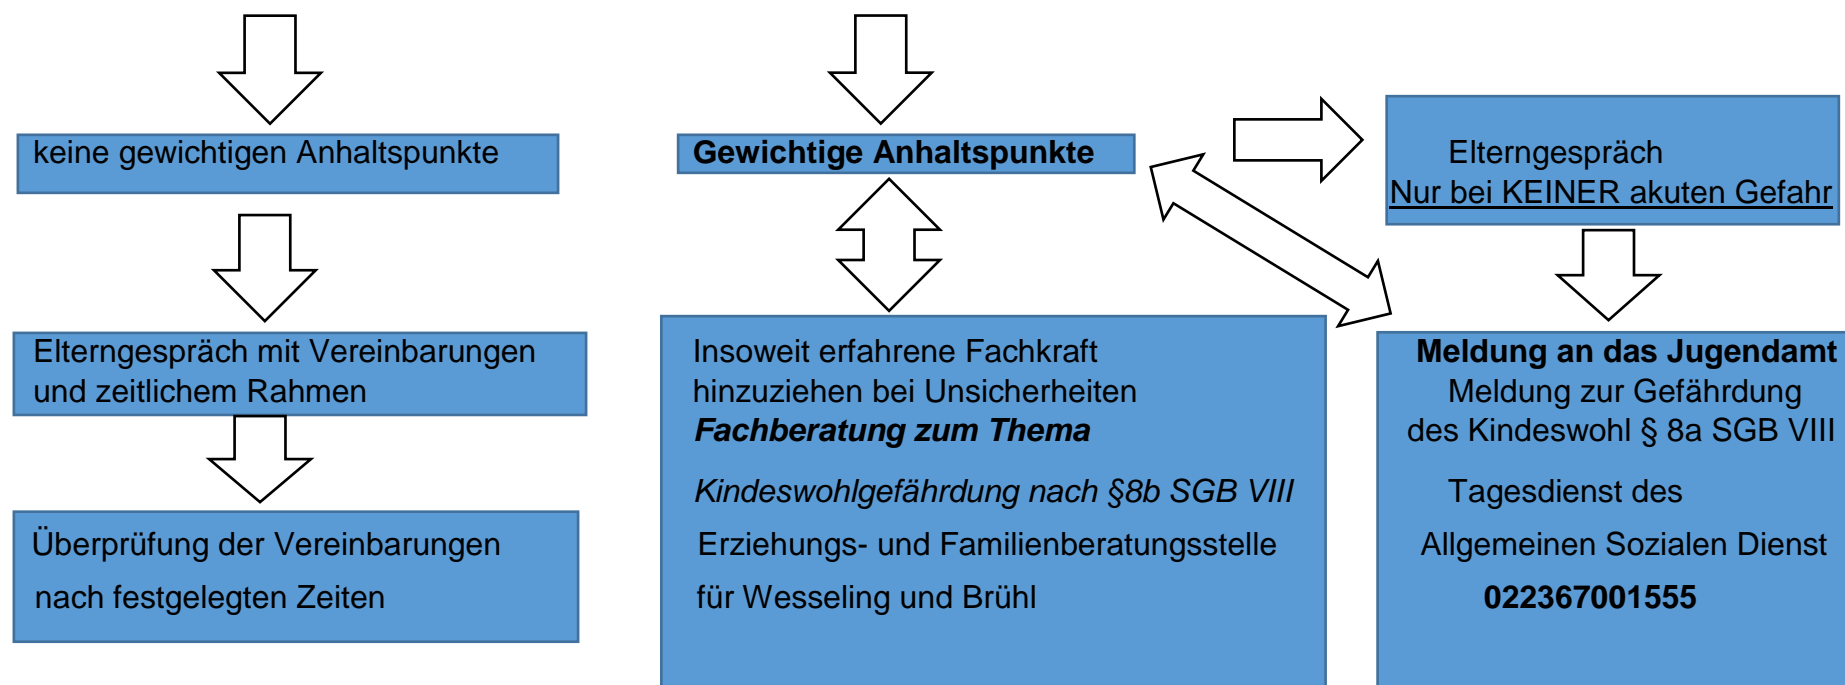 keine gewichtigen Anhaltspunkte
Elterngespräch mit Vereinbarungen
und zeitlichem Rahmen
Überprüfung der Vereinbarungen
nach festgelegten Zeiten
Gewichtige Anhaltspunkte
Insoweit erfahrene Fachkraft
hinzuziehen bei Unsicherheiten
Fachberatung zum Thema
Kindeswohlgefährdung nach §8b SGB VIII
Erziehungs- und Familienberatungsstelle
für Wesseling und Brühl
Elterngespräch
Nur bei KEINER akuten Gefahr
Meldung an das Jugendamt
Meldung zur Gefährdung
des Kindeswohl § 8a SGB VIII
Tagesdienst des
Allgemeinen Sozialen Dienst
022367001555